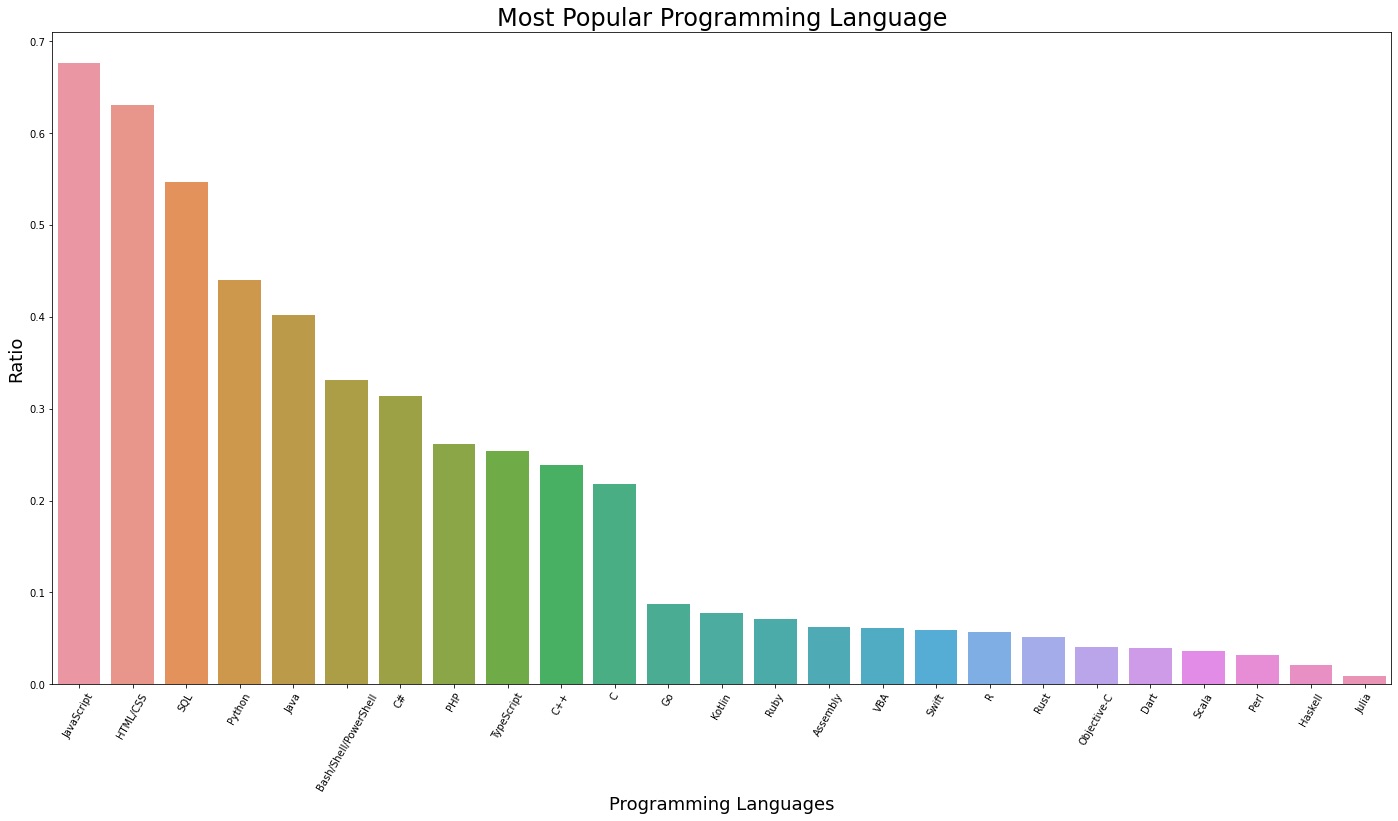 Most Popular Programming Language
0.7
0.6
0.5
0.4
0.3
0.2
0.1
0.0
Ratio
JavaScript
HTML/CSS
SQL
Python
Java
Bash/Shell/PowerShell
C#
PHP
TypeScript
C++
C
Go
Kotlin
Ruby
Assembly
VBA
Swift
R
Rust
Objective-C
Dart
Scala
Perl
Haskell
Julia
Programming Languages